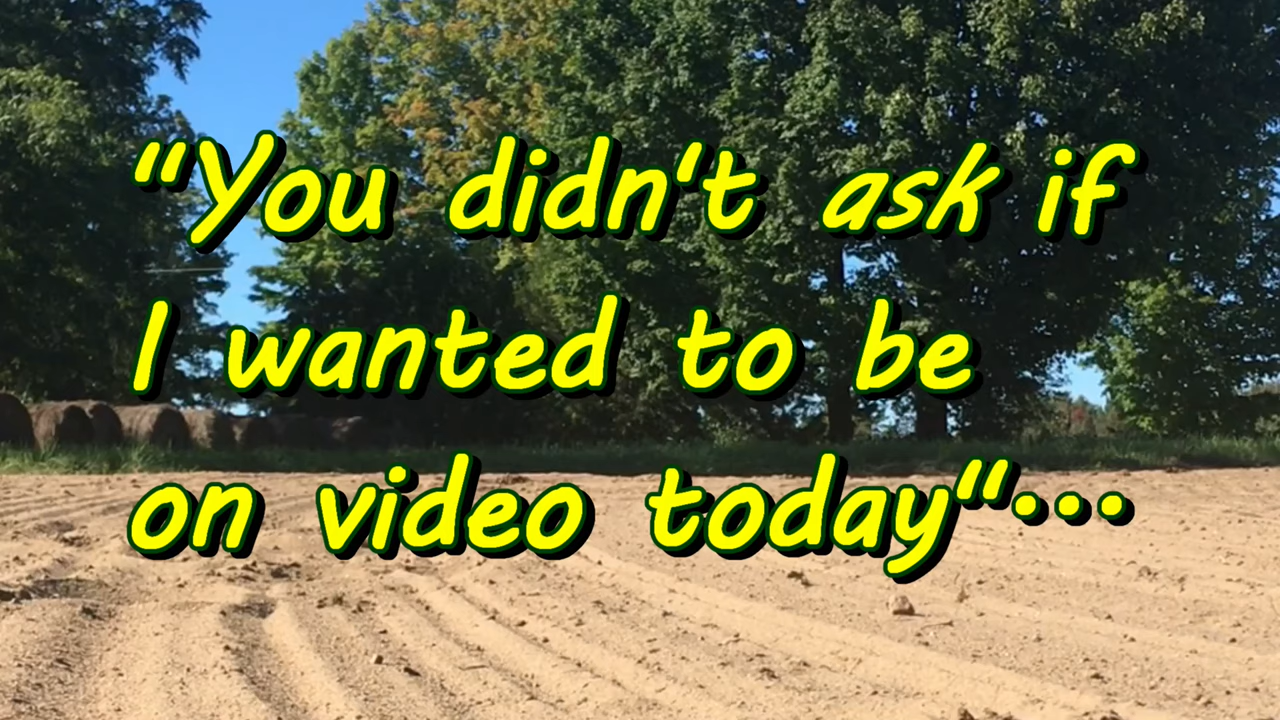 “You didn't ask if
I wanted to be
on video today“...